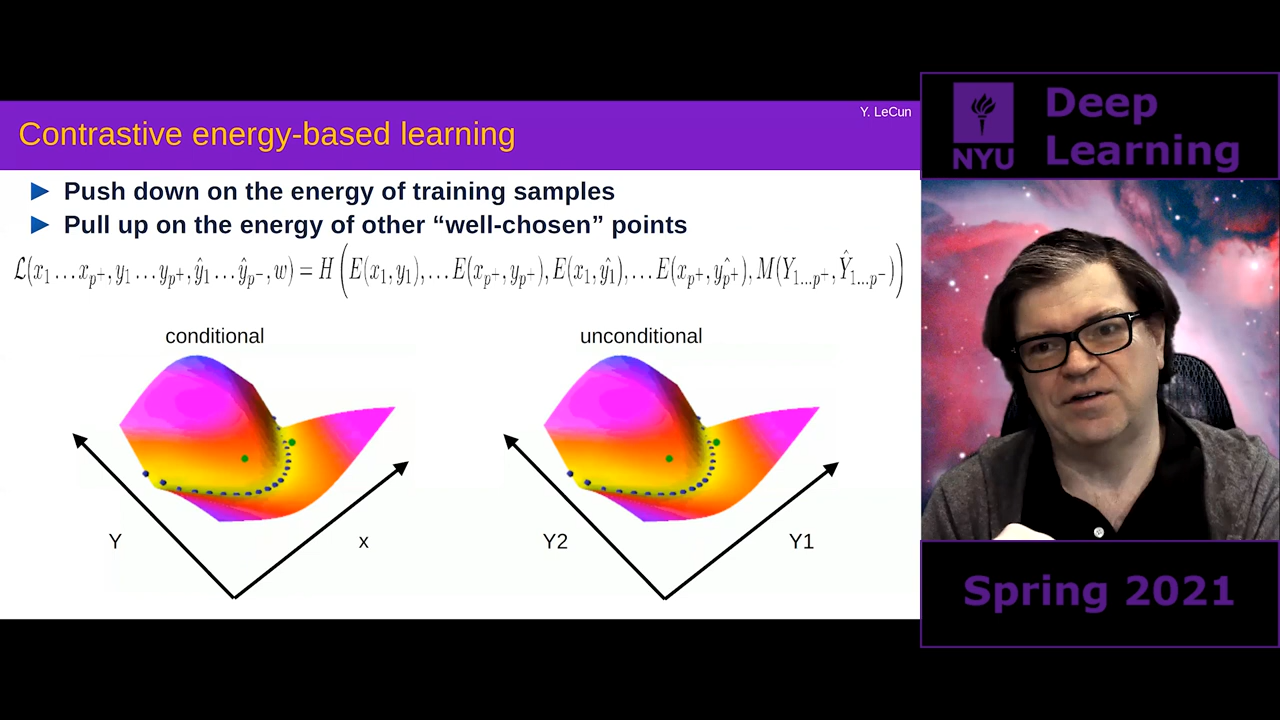 Y. LeCun
Contrastive energy-based learning
► Push down on the energy of training samples
► Pull up on the energy of other “well-chosen” points
ℒ(x₁…x_{p⁺}, y₁…y_{p⁺}, ŷ₁…ŷ_{p⁻}, w) = H(E(x₁,y₁),…E(x_{p⁺},y_{p⁺}),E(x₁,ŷ₁),…E(x_{p⁺},ŷ_{p⁺}),M(Y_{1…p⁺},Ŷ_{1…p⁻}))
conditional
unconditional
Y
x
Y2
Y1
NYU
Deep
Learning
Spring 2021